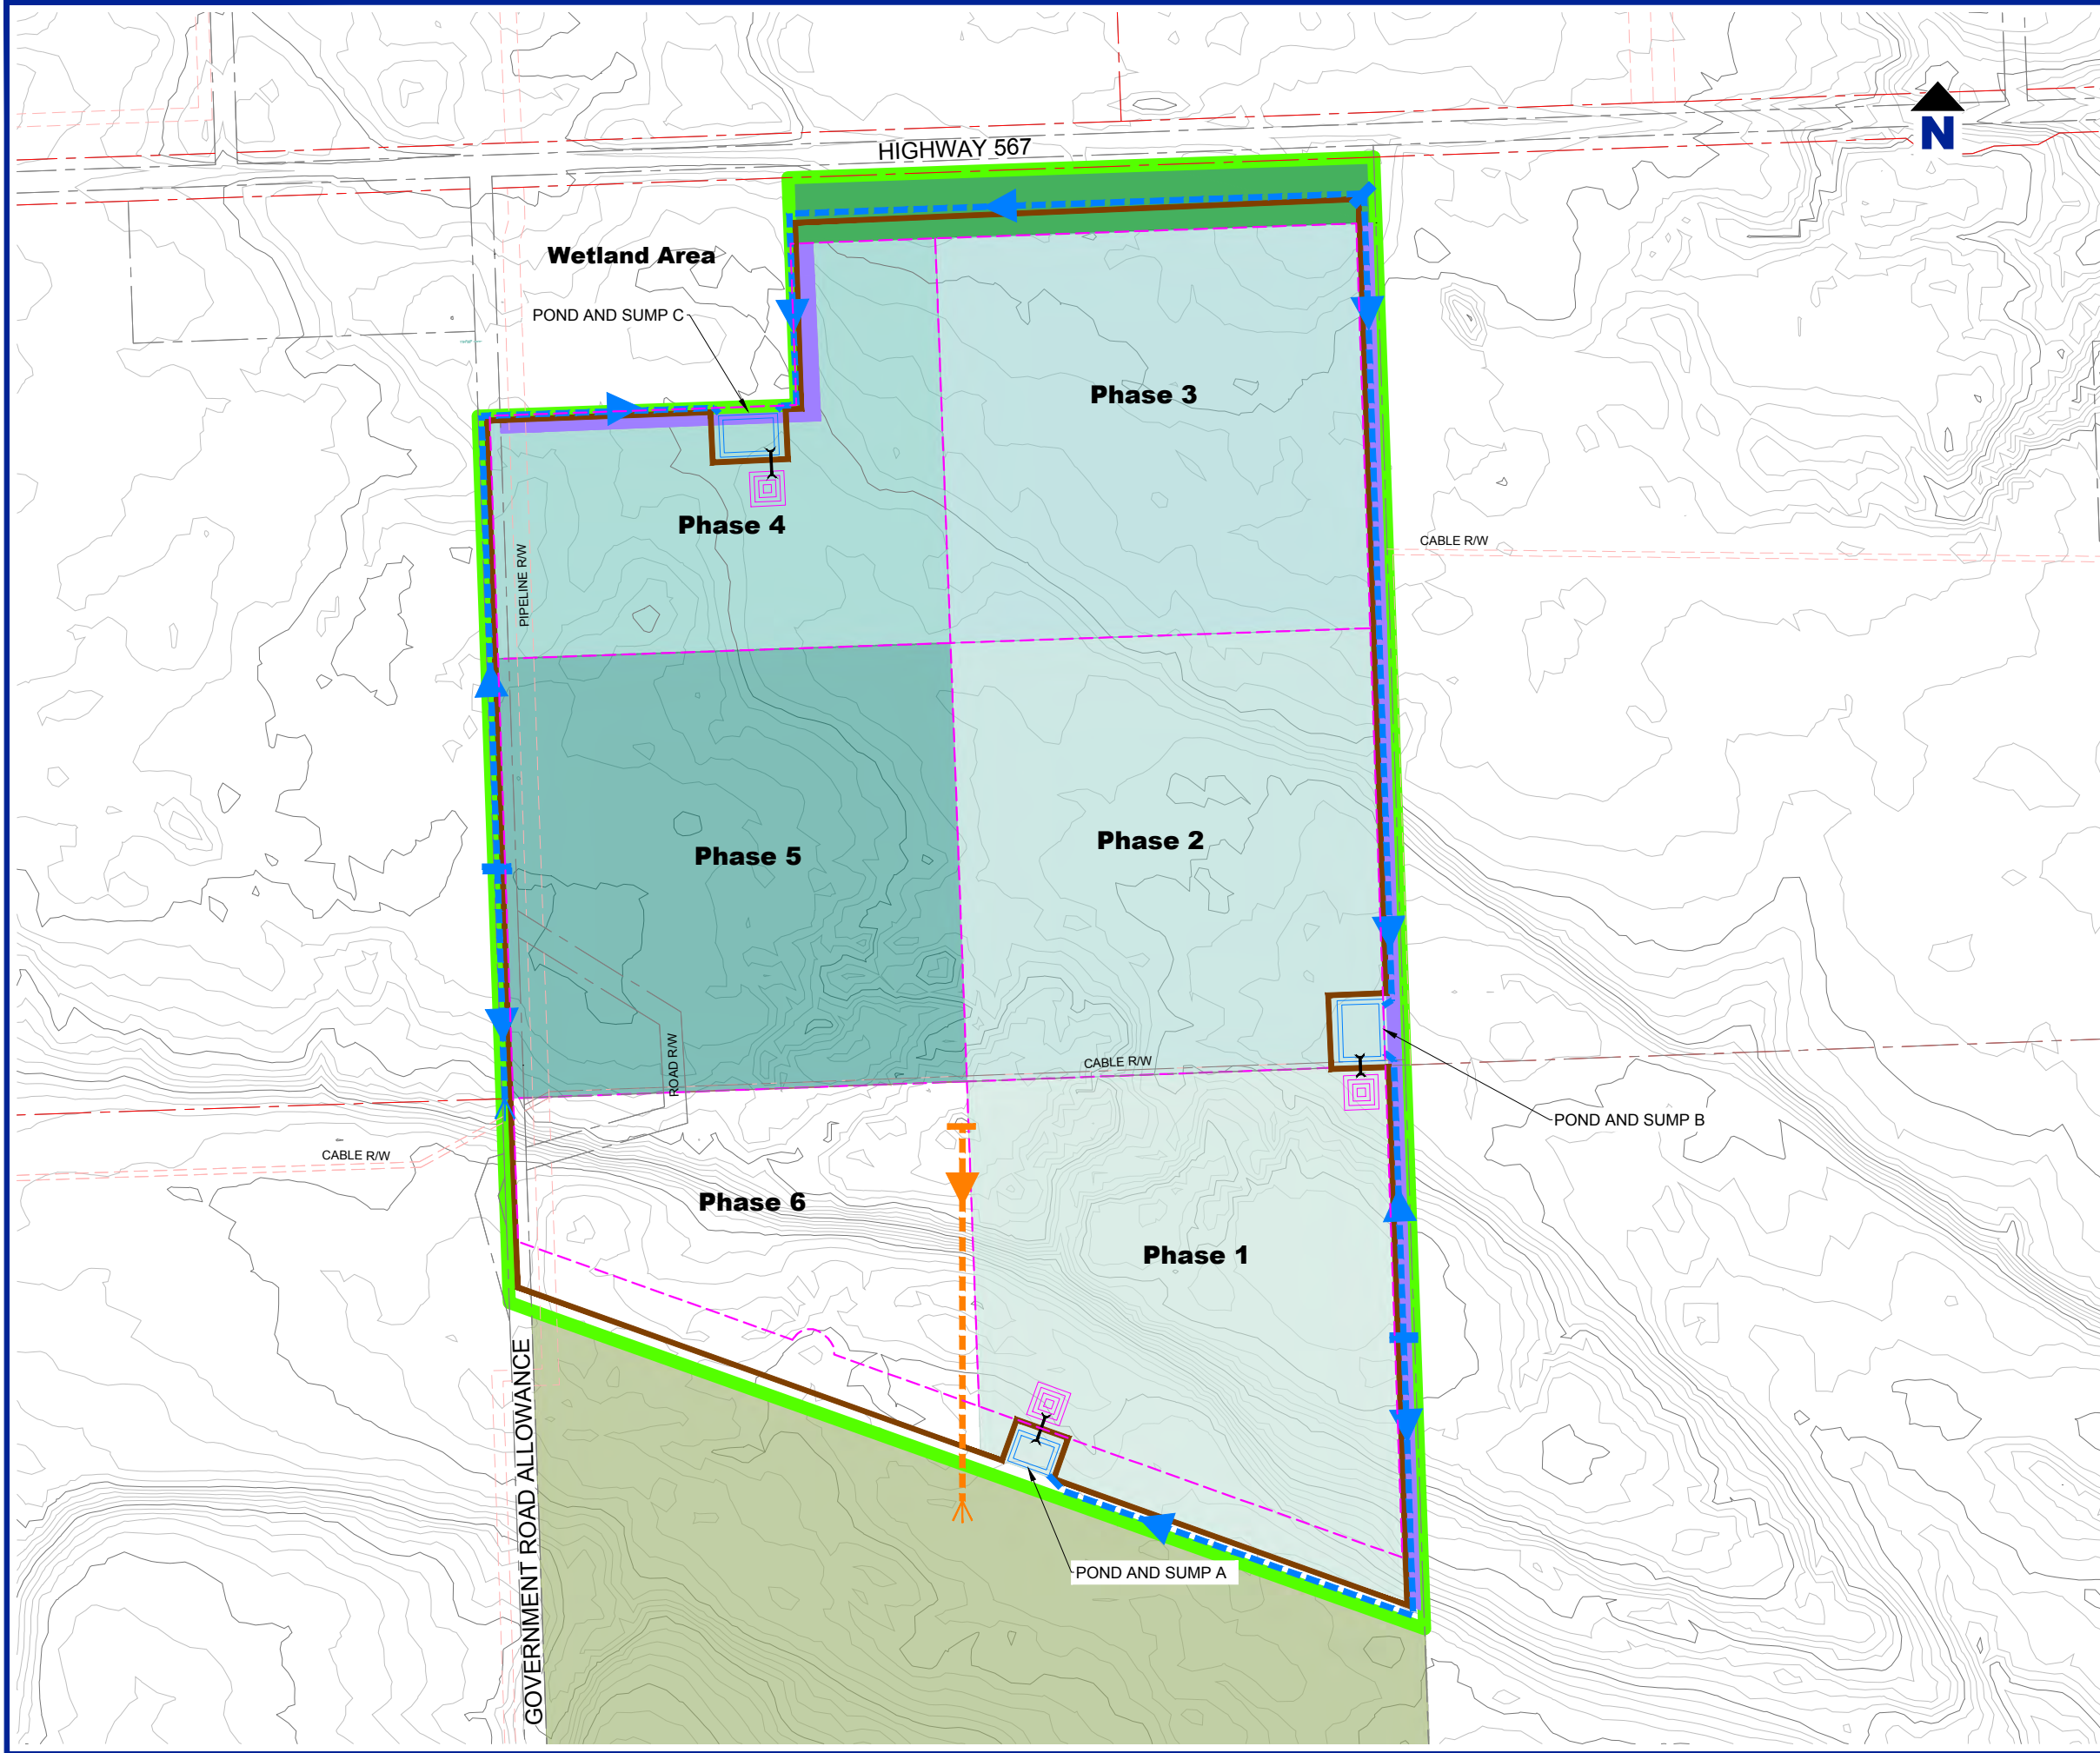 HIGHWAY 567
N
Wetland Area
POND AND SUMP C
Phase 3
Phase 4
CABLE R/W
PIPELINE R/W
Phase 2
Phase 5
ROAD R/W
CABLE R/W
POND AND SUMP B
CABLE R/W
Phase 6
Phase 1
GOVERNMENT ROAD ALLOWANCE
POND AND SUMP A